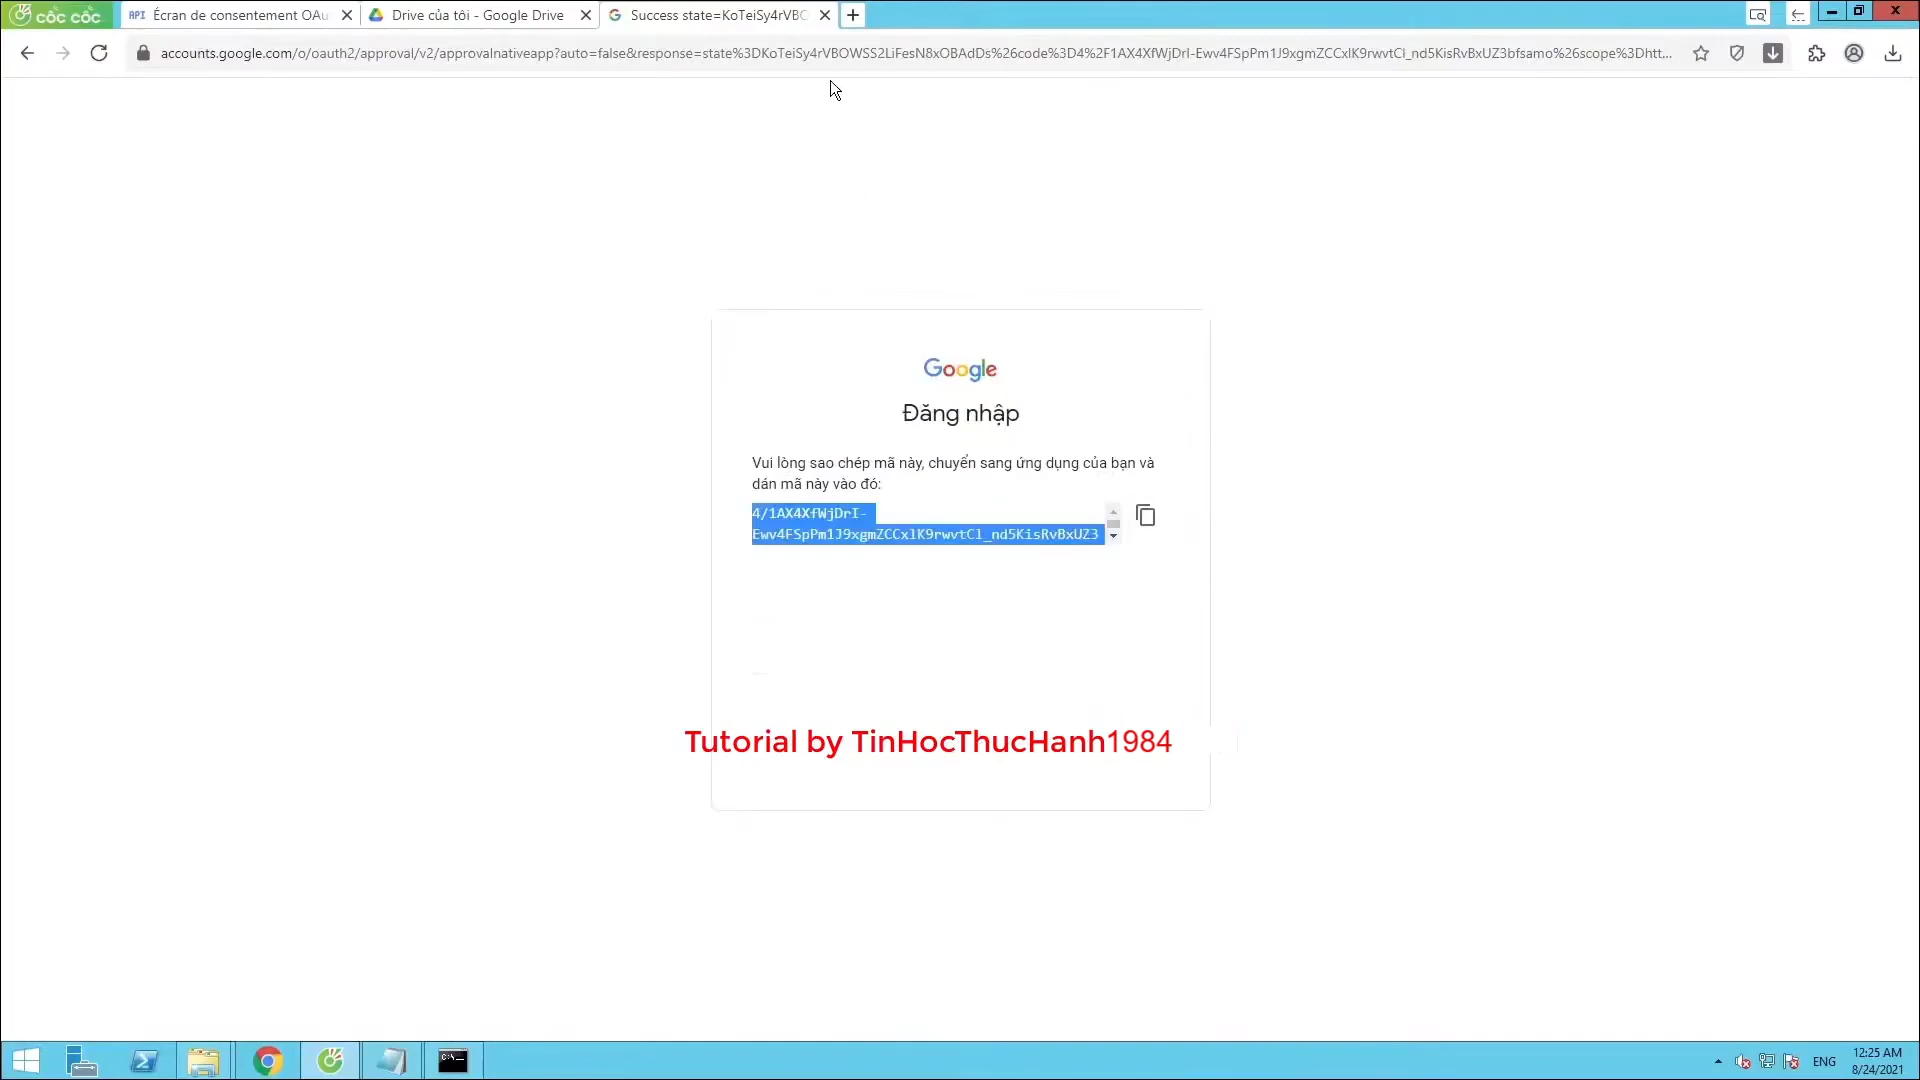 cốc cốc
API Écran de consentement OAu
Drive của tôi - Google Drive
Success state=KoTeiSy4rVBO
accounts.google.com/o/oauth2/approval/v2/approvalnativeapp?auto=false&response=state%3DKoTeiSy4rVBOWSS2LiFesN8xOBAdDs%26code%3D4%2F1AX4XfWjDrI-Ewv4FSpPm1J9xgmZCCxlK9rwvtCl_nd5KisRvBxUZ3bfsamo%26scope%3Dhtt...
Google
Đăng nhập
Vui lòng sao chép mã này, chuyển sang ứng dụng của bạn và
dán mã này vào đó:
4/1AX4XfWjDrI-
Ewv4FSpPm1J9xgmZCCxlK9rwvtCl_nd5KisRvBxUZ3
Tutorial by TinHocThucHanh1984
ENG
12:25 AM
8/24/2021